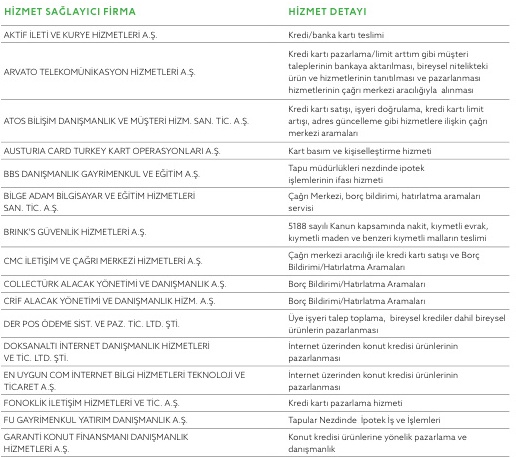 HİZMET SAĞLAYICI FİRMA HİZMET DETAYI
AKTİF İLETİ VE KURYE HİZMETLERİ A.Ş. Kredi/banka kartı teslimi
ARVATO TELEKOMÜNİKASYON HİZMETLERİ A.Ş. Kredi kartı pazarlama/limit arttım gibi müşteri
taleplerinin bankaya aktarılması, bireysel nitelikteki
ürün ve hizmetlerinin tanıtılması ve pazarlanması
hizmetlerinin çağrı merkezi aracılığıyla alınması
ATOS BİLİŞİM DANIŞMANLIK VE MÜŞTERİ HİZM. SAN. TİC. A.Ş. Kredi kartı satışı, işyeri doğrulama, kredi kartı limit
artışı, adres güncelleme gibi hizmetlere ilişkin çağrı
merkezi aramaları
AUSTURIA CARD TURKEY KART OPERASYONLARI A.Ş. Kart basım ve kişiselleştirme hizmeti
BBS DANIŞMANLIK GAYRİMENKUL VE EĞİTİM A.Ş. Tapu müdürlükleri nezdinde ipotek
işlemlerinin ifası hizmeti
BİLGE ADAM BİLGİSAYAR VE EĞİTİM HİZMETLERİ
SAN. TİC. A.Ş. Çağrı Merkezi, borç bildirimi, hatırlatma aramaları
servisi
BRINK'S GÜVENLİK HİZMETLERİ A.Ş. 5188 sayılı Kanun kapsamında nakit, kıymetli evrak,
kıymetli maden ve benzeri kıymetli malların teslimi
CMC İLETİŞİM VE ÇAĞRI MERKEZİ HİZMETLERİ A.Ş. Çağrı merkezi aracılığı ile kredi kartı satışı ve Borç
Bildirimi/Hatırlatma Aramaları
COLLECTÜRK ALACAK YÖNETİMİ VE DANIŞMANLIK A.Ş. Borç Bildirimi/Hatırlatma Aramaları
CRİF ALACAK YÖNETİMİ VE DANIŞMANLIK HİZM. A.Ş. Borç Bildirimi/Hatırlatma Aramaları
DER POS ÖDEME SİST. VE PAZ. TİC. LTD. ŞTİ. Üye işyeri talep toplama, bireysel krediler dahil bireysel
ürünlerin pazarlanması
DOKSANALTI İNTERNET DANIŞMANLIK HİZMETLERİ
VE TİC. LTD. ŞTİ. İnternet üzerinden konut kredisi ürünlerinin
pazarlanması
EN UYGUN COM İNTERNET BİLGİ HİZMETLERİ TEKNOLOJİ VE
TİCARET A.Ş. İnternet üzerinden konut kredisi ürünlerinin
pazarlanması
FONOKLİK İLETİŞİM HİZMETLERİ VE TİC. A.Ş. Kredi kartı pazarlama hizmeti
FU GAYRİMENKUL YATIRIM DANIŞMANLIK A.Ş. Tapular Nezdinde İpotek İş ve İşlemleri
GARANTİ KONUT FİNANSMANI DANIŞMANLIK
HİZMETLERİ A.Ş. Konut kredisi ürünlerine yönelik pazarlama ve
danışmanlık